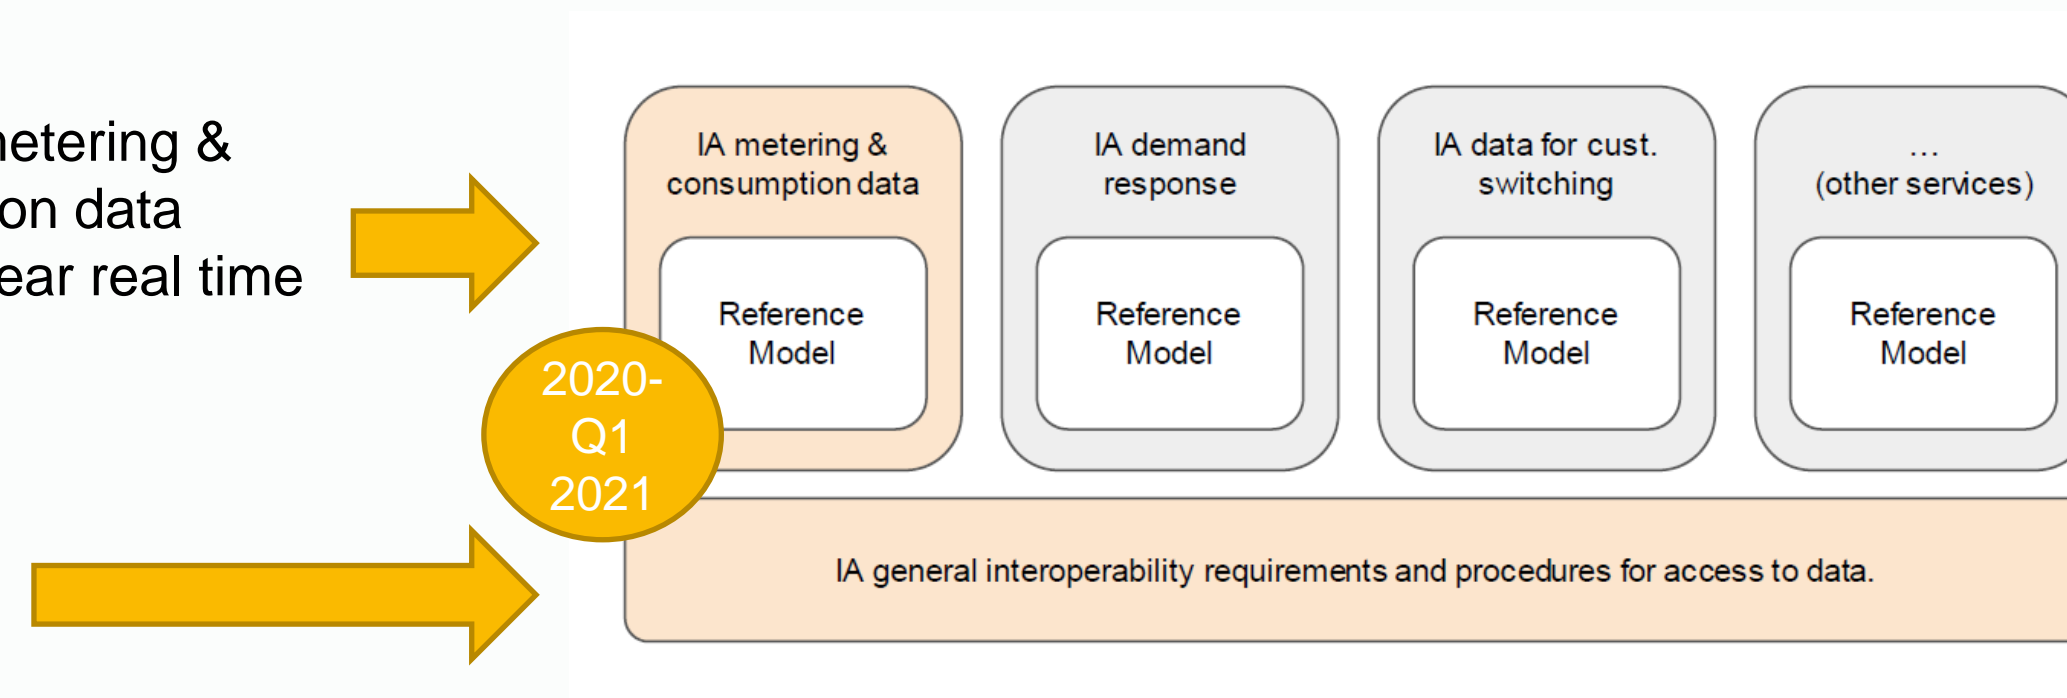 etering &
on data
ear real time
2020-
Q1
2021
IA metering &
consumption data
Reference
Model
IA demand
response
Reference
Model
IA data for cust.
switching
Reference
Model
...
(other services)
Reference
Model
IA general interoperability requirements and procedures for access to data.